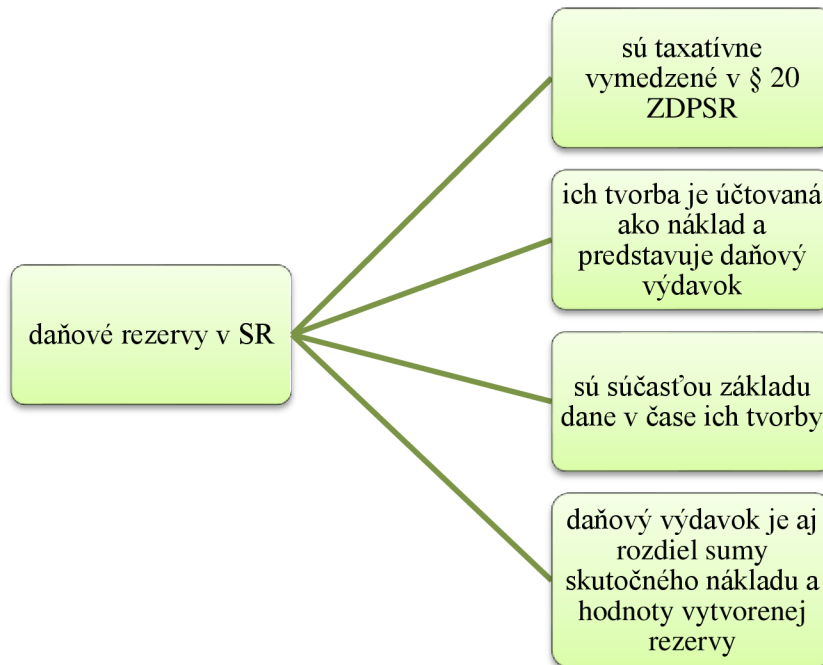 sú taxatívne
vymedzené v § 20
ZDPSR
ich tvorba je účtovaná
ako náklad a
predstavuje daňový
výdavok
daňové rezervy v SR
sú súčasťou základu
dane v čase ich tvorby
daňový výdavok je aj
rozdiel sumy
skutočného nákladu a
hodnoty vytvorenej
rezervy